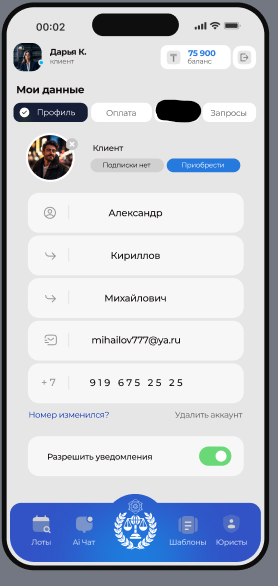 00:02
Дарья К.
клиент
75 900
баланс
Мои данные
Профиль
Оплата
Запросы
Клиент
Подписки нет
Приобрести
Александр
Кириллов
Михайлович
mihailov777@ya.ru
+ 7 919 675 25 25
Номер изменился?
Удалить аккаунт
Разрешить уведомления
Лоты
Ai Чат
Шаблоны
Юристы